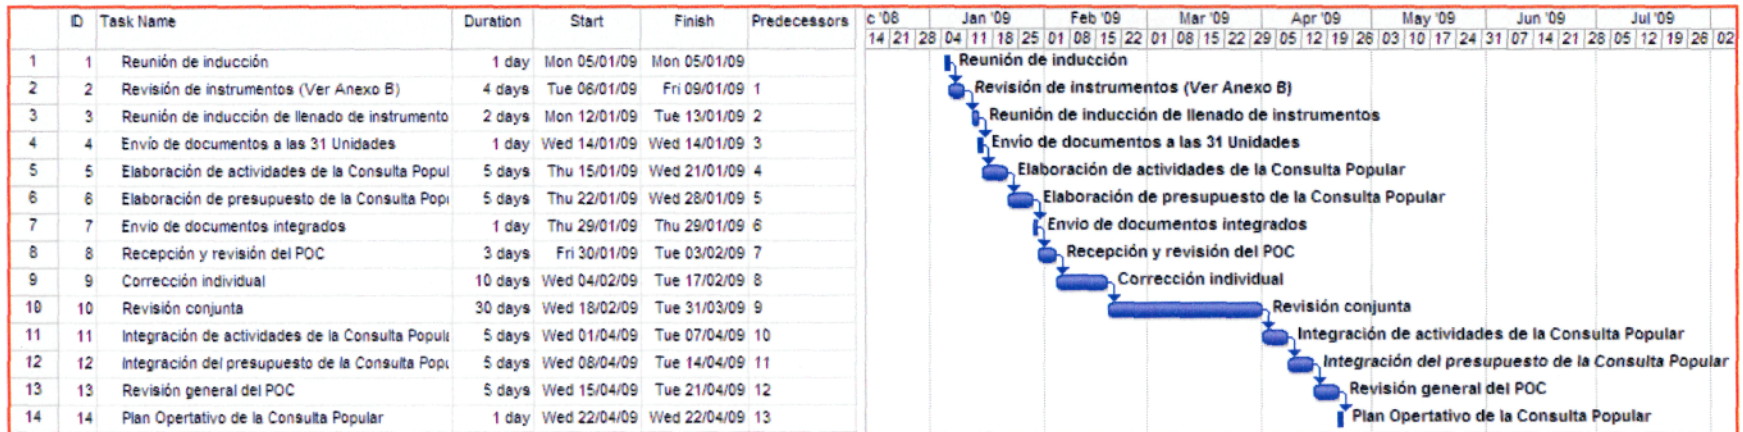 ID Task Name Duration Start Finish Predecessors c '08 Jan '09 Feb '09 Mar '09 Apr '09 May '09 Jun '09 Jul '09
14 21 28 04 11 18 25 01 08 15 22 01 08 15 22 29 05 12 19 26 03 10 17 24 31 07 14 21 28 05 12 19 26 02
1 1 Reunión de inducción 1 day Mon 05/01/09 Mon 05/01/09 Reunión de inducción
2 2 Revisión de instrumentos (Ver Anexo B) 4 days Tue 06/01/09 Fri 09/01/09 1 Revisión de instrumentos (Ver Anexo B)
3 3 Reunión de inducción de llenado de instrumento 2 days Mon 12/01/09 Tue 13/01/09 2 Reunión de inducción de llenado de instrumentos
4 4 Envio de documentos a las 31 Unidades 1 day Wed 14/01/09 Wed 14/01/09 3 Envio de documentos a las 31 Unidades
5 5 Elaboración de actividades de la Consulta Popul 5 days Thu 15/01/09 Wed 21/01/09 4 Elaboración de actividades de la Consulta Popular
6 6 Elaboración de presupuesto de la Consulta Popu 5 days Thu 22/01/09 Wed 28/01/09 5 Elaboración de presupuesto de la Consulta Popular
7 7 Envio de documentos integrados 1 day Thu 29/01/09 Thu 29/01/09 6 Envio de documentos integrados
8 8 Recepción y revisión del POC 3 days Fri 30/01/09 Tue 03/02/09 7 Recepción y revisión del POC
9 9 Corrección individual 10 days Wed 04/02/09 Tue 17/02/09 8 Corrección individual
10 10 Revisión conjunta 30 days Wed 18/02/09 Tue 31/03/09 9 Revisión conjunta
11 11 Integración de actividades de la Consulta Popula 5 days Wed 01/04/09 Tue 07/04/09 10 Integración de actividades de la Consulta Popular
12 12 Integración del presupuesto de la Consulta Popu 5 days Wed 08/04/09 Tue 14/04/09 11 Integración del presupuesto de la Consulta Popular
13 13 Revisión general del POC 5 days Wed 15/04/09 Tue 21/04/09 12 Revisión general del POC
14 14 Plan Opertativo de la Consulta Popular 1 day Wed 22/04/09 Wed 22/04/09 13 Plan Opertativo de la Consulta Popular